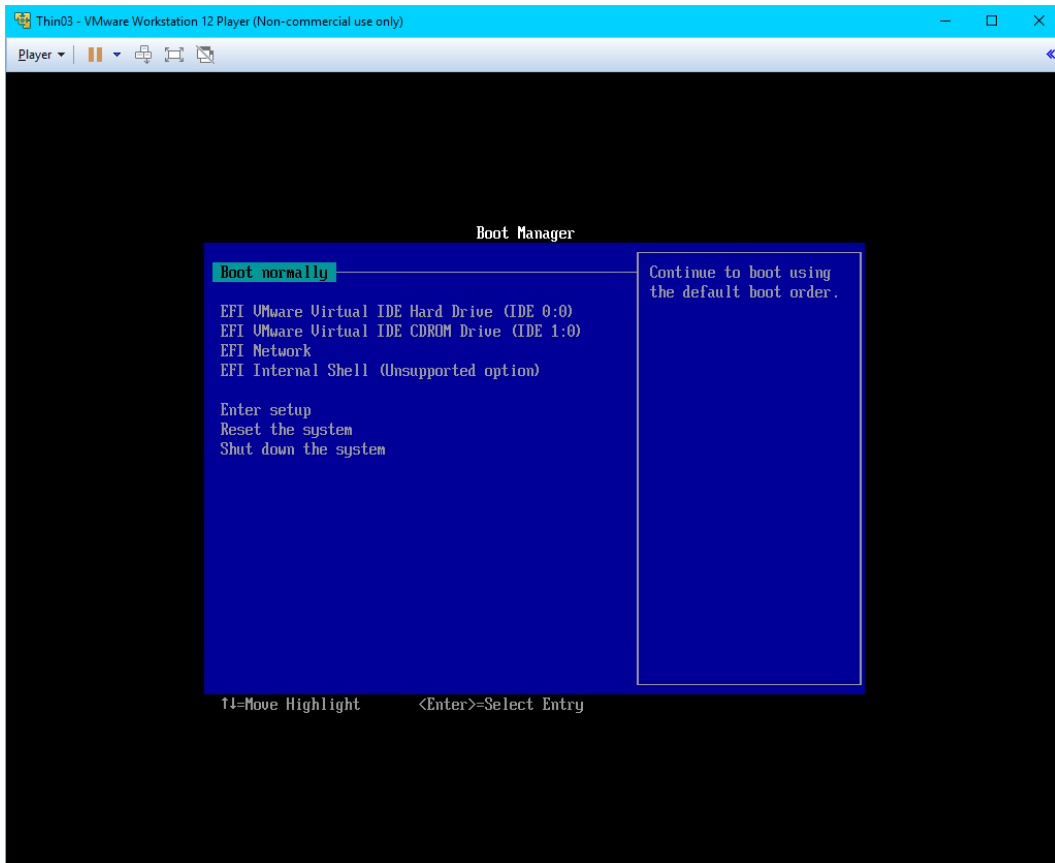 Thin03 - VMware Workstation 12 Player (Non-commercial use only)
Player
Boot Manager
Boot normally
Continue to boot using
the default boot order.
EFI VMware Virtual IDE Hard Drive (IDE 0:0)
EFI VMware Virtual IDE CDROM Drive (IDE 1:0)
EFI Network
EFI Internal Shell (Unsupported option)
Enter setup
Reset the system
Shut down the system
↑↓=Move Highlight <Enter>=Select Entry